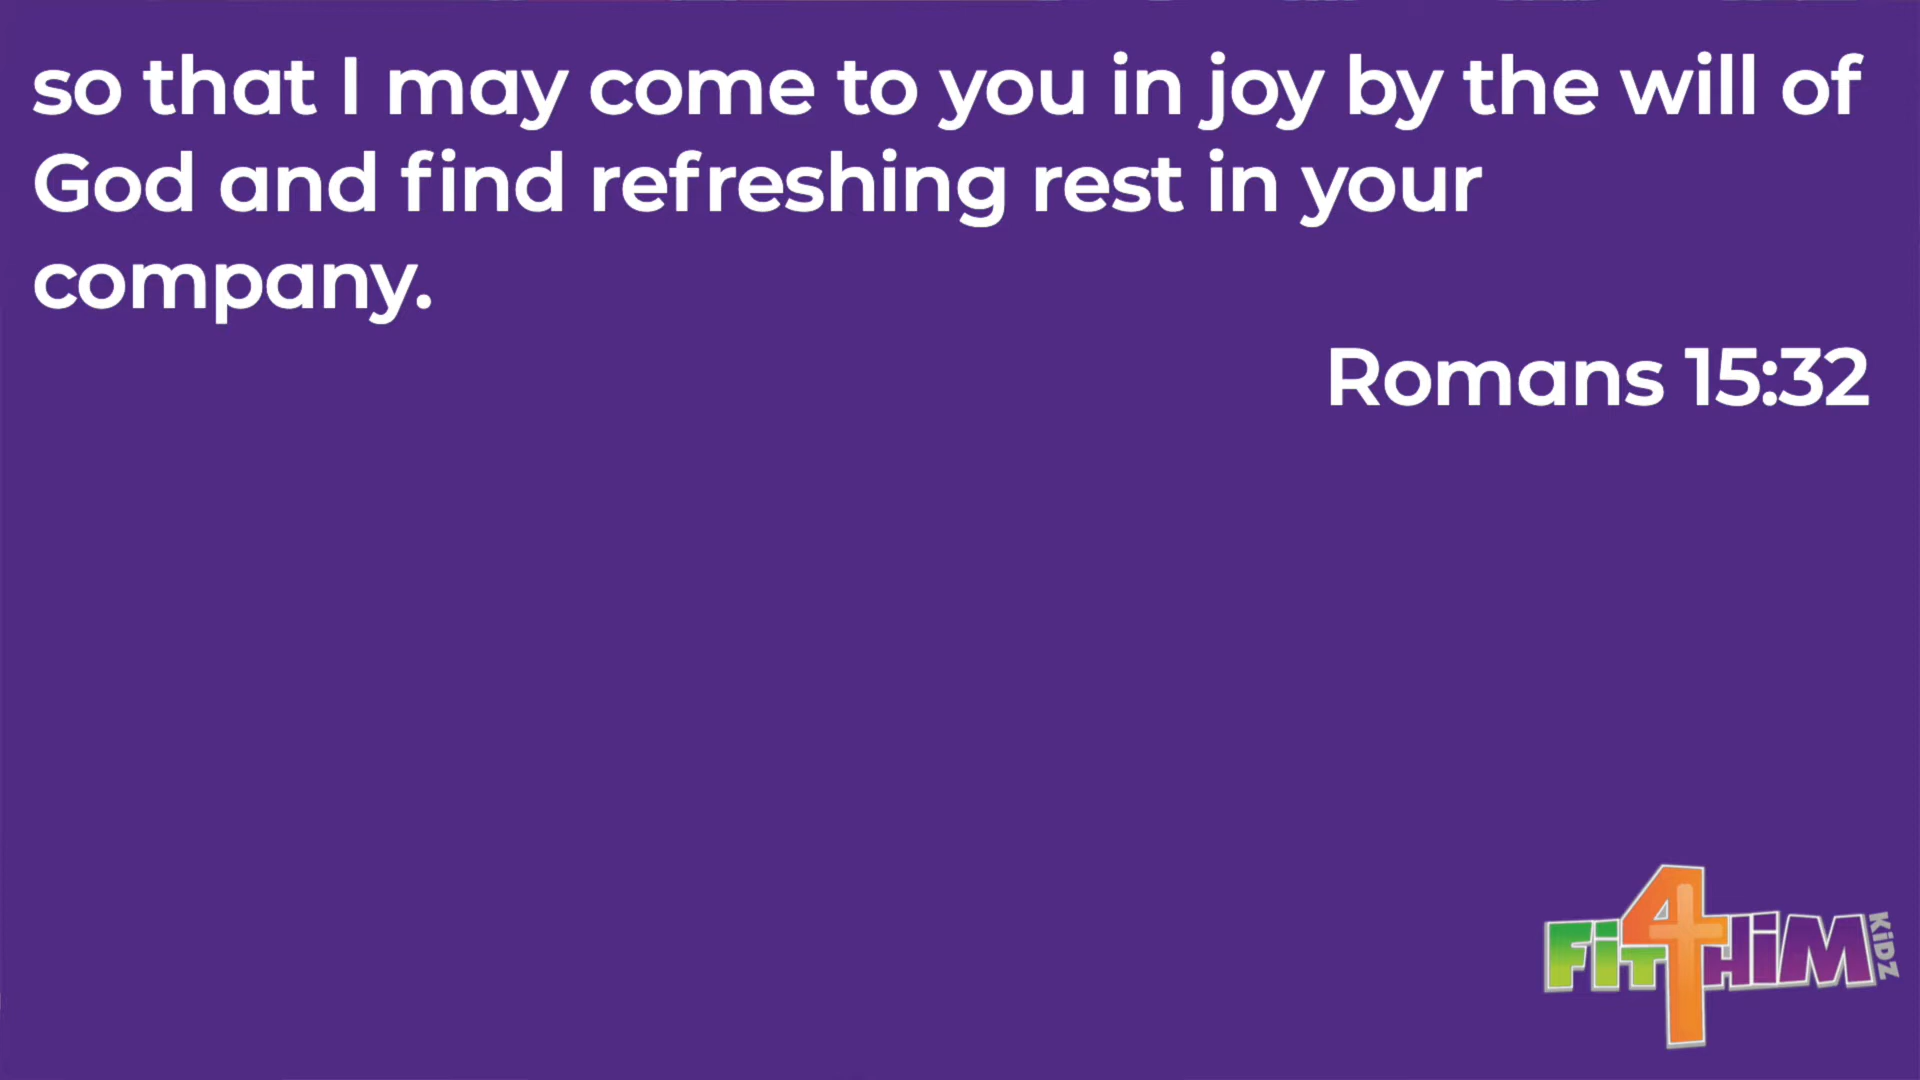 so that I may come to you in joy by the will of
God and find refreshing rest in your
company.
Romans 15:32
FiT4HiM KiDZ